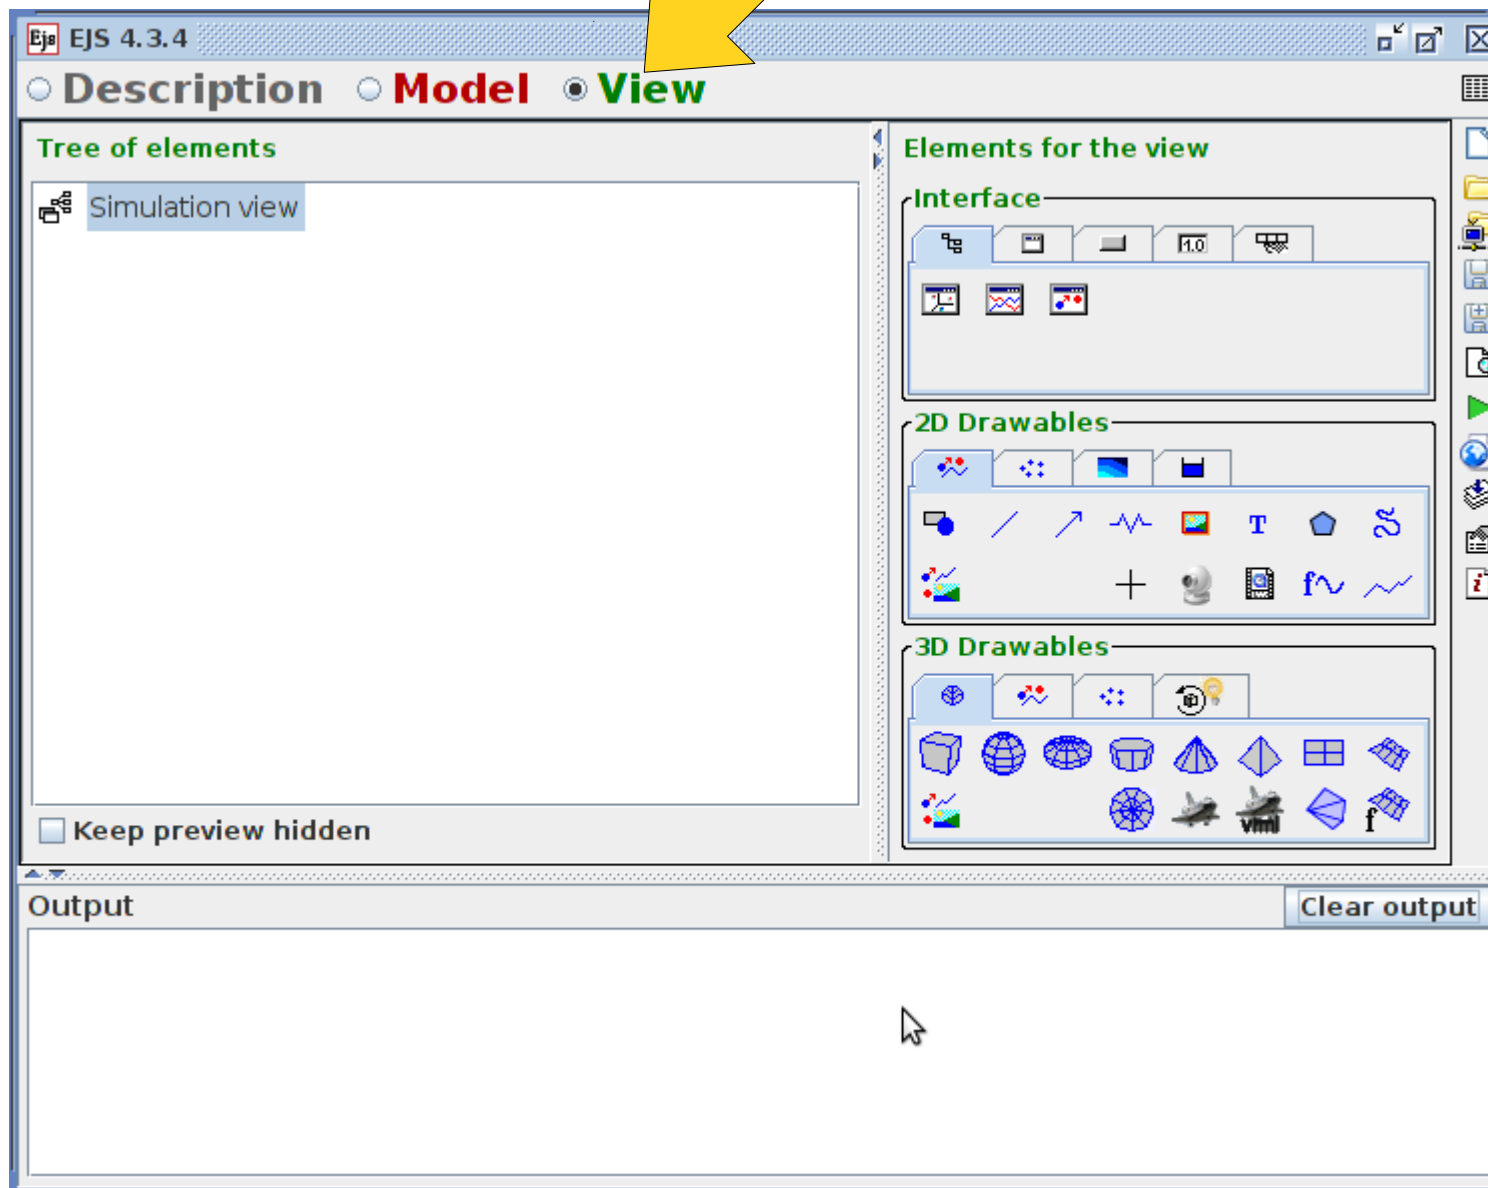 Ejs EJS 4.3.4
Description Model View
Tree of elements
Simulation view
Keep preview hidden
Elements for the view
Interface
1.0
2D Drawables
T
f
3D Drawables
vrml
f
Output
Clear output
i